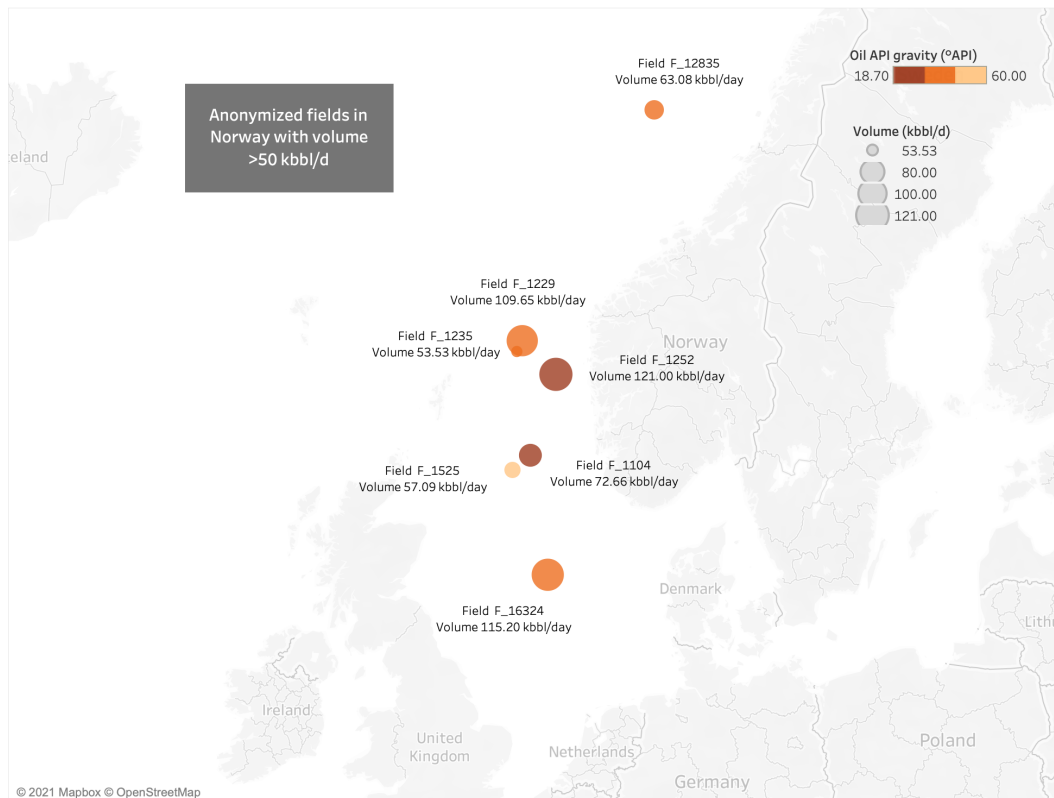 Field F_12835
Volume 63.08 kbbl/day
Oil API gravity (ºAPI)
18.70
60.00
Anonymized fields in
Norway with volume
>50 kbbl/d
Volume (kbbl/d)
53.53
80.00
100.00
121.00
eland
Field F_1229
Volume 109.65 kbbl/day
Field F_1235
Volume 53.53 kbbl/day
Norway
Field F_1252
Volume 121.00 kbbl/day
Field F_1525
Volume 57.09 kbbl/day
Field F_1104
Volume 72.66 kbbl/day
Field F_16324
Volume 115.20 kbbl/day
Denmark
Lithu
Ireland
United
Kingdom
Netherlands
Poland
Germany
© 2021 Mapbox © OpenStreetMap